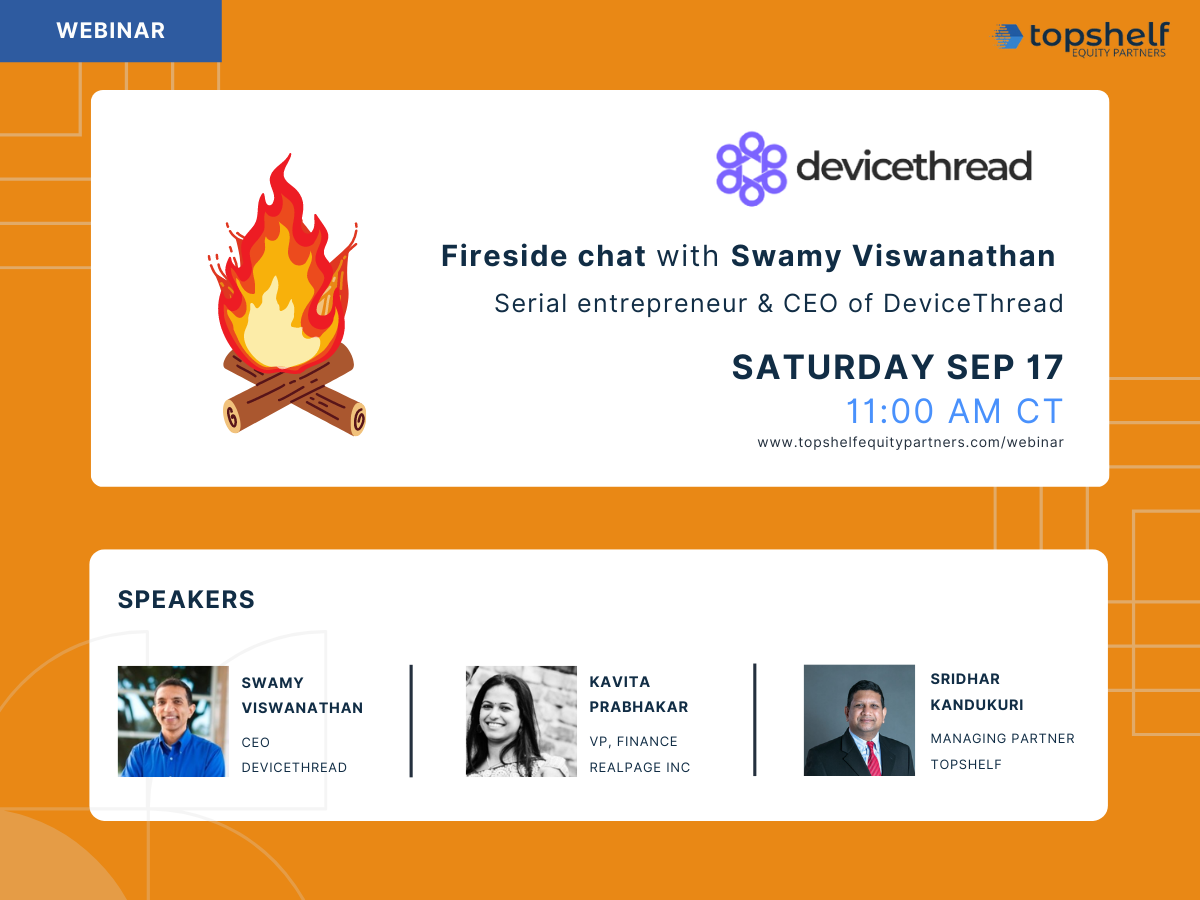 WEBINAR
topshelf
EQUITY PARTNERS
devicethread
Fireside chat with Swamy Viswanathan
Serial entrepreneur & CEO of DeviceThread
SATURDAY SEP 17
11:00 AM CT
www.topshelfequitypartners.com/webinar
SPEAKERS
SWAMY
VISWANATHAN
CEO
DEVICETHREAD
KAVITA
PRABHAKAR
VP, FINANCE
REALPAGE INC
SRIDHAR
KANDUKURI
MANAGING PARTNER
TOPSHELF